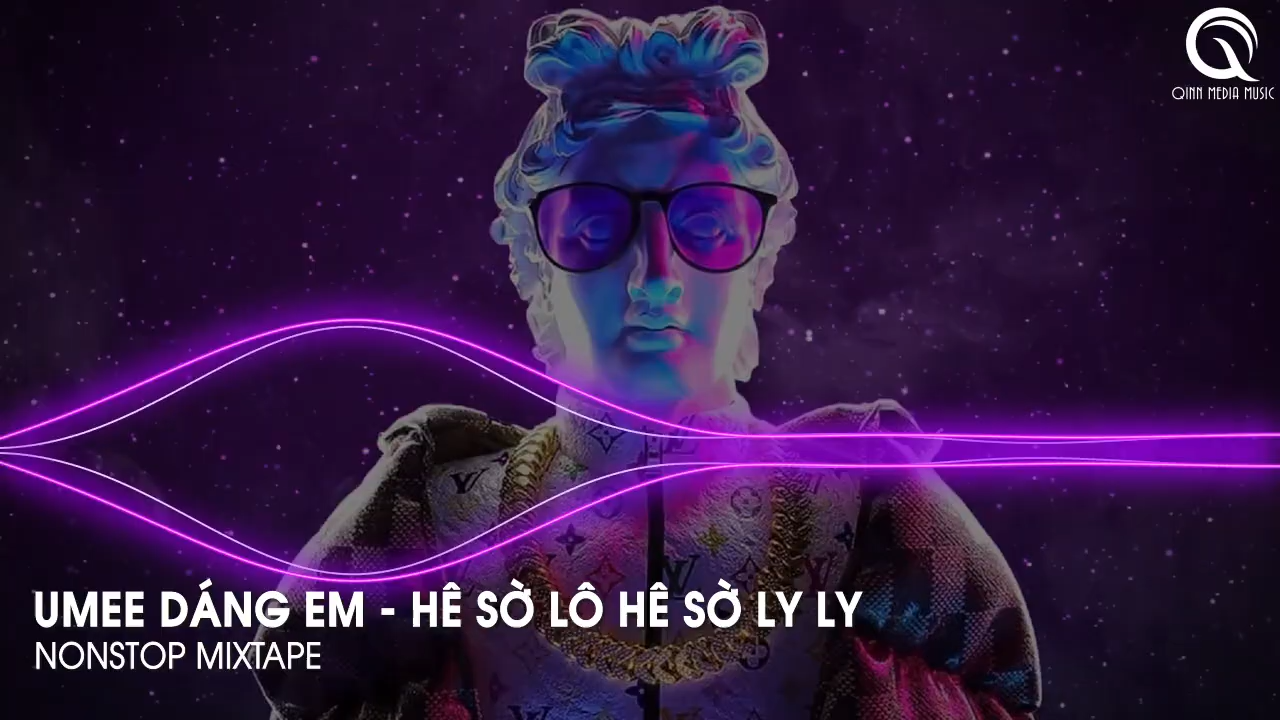 QINN MEDIA MUSIC
UMEE DÁNG EM - HÊ SỜ LÔ HÊ SỜ LY LY
NONSTOP MIXTAPE